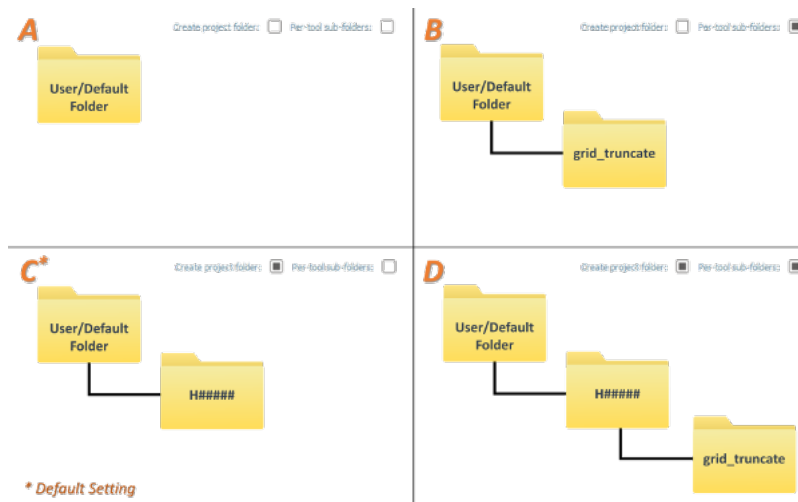 A
Create project folder: Per-tool sub-folders:
User/Default
Folder
B
Create project folder: Per-tool sub-folders:
User/Default
Folder
grid_truncate
C*
Create project folder: Per-tool sub-folders:
User/Default
Folder
H#####
* Default Setting
D
Create project folder: Per-tool sub-folders:
User/Default
Folder
H#####
grid_truncate